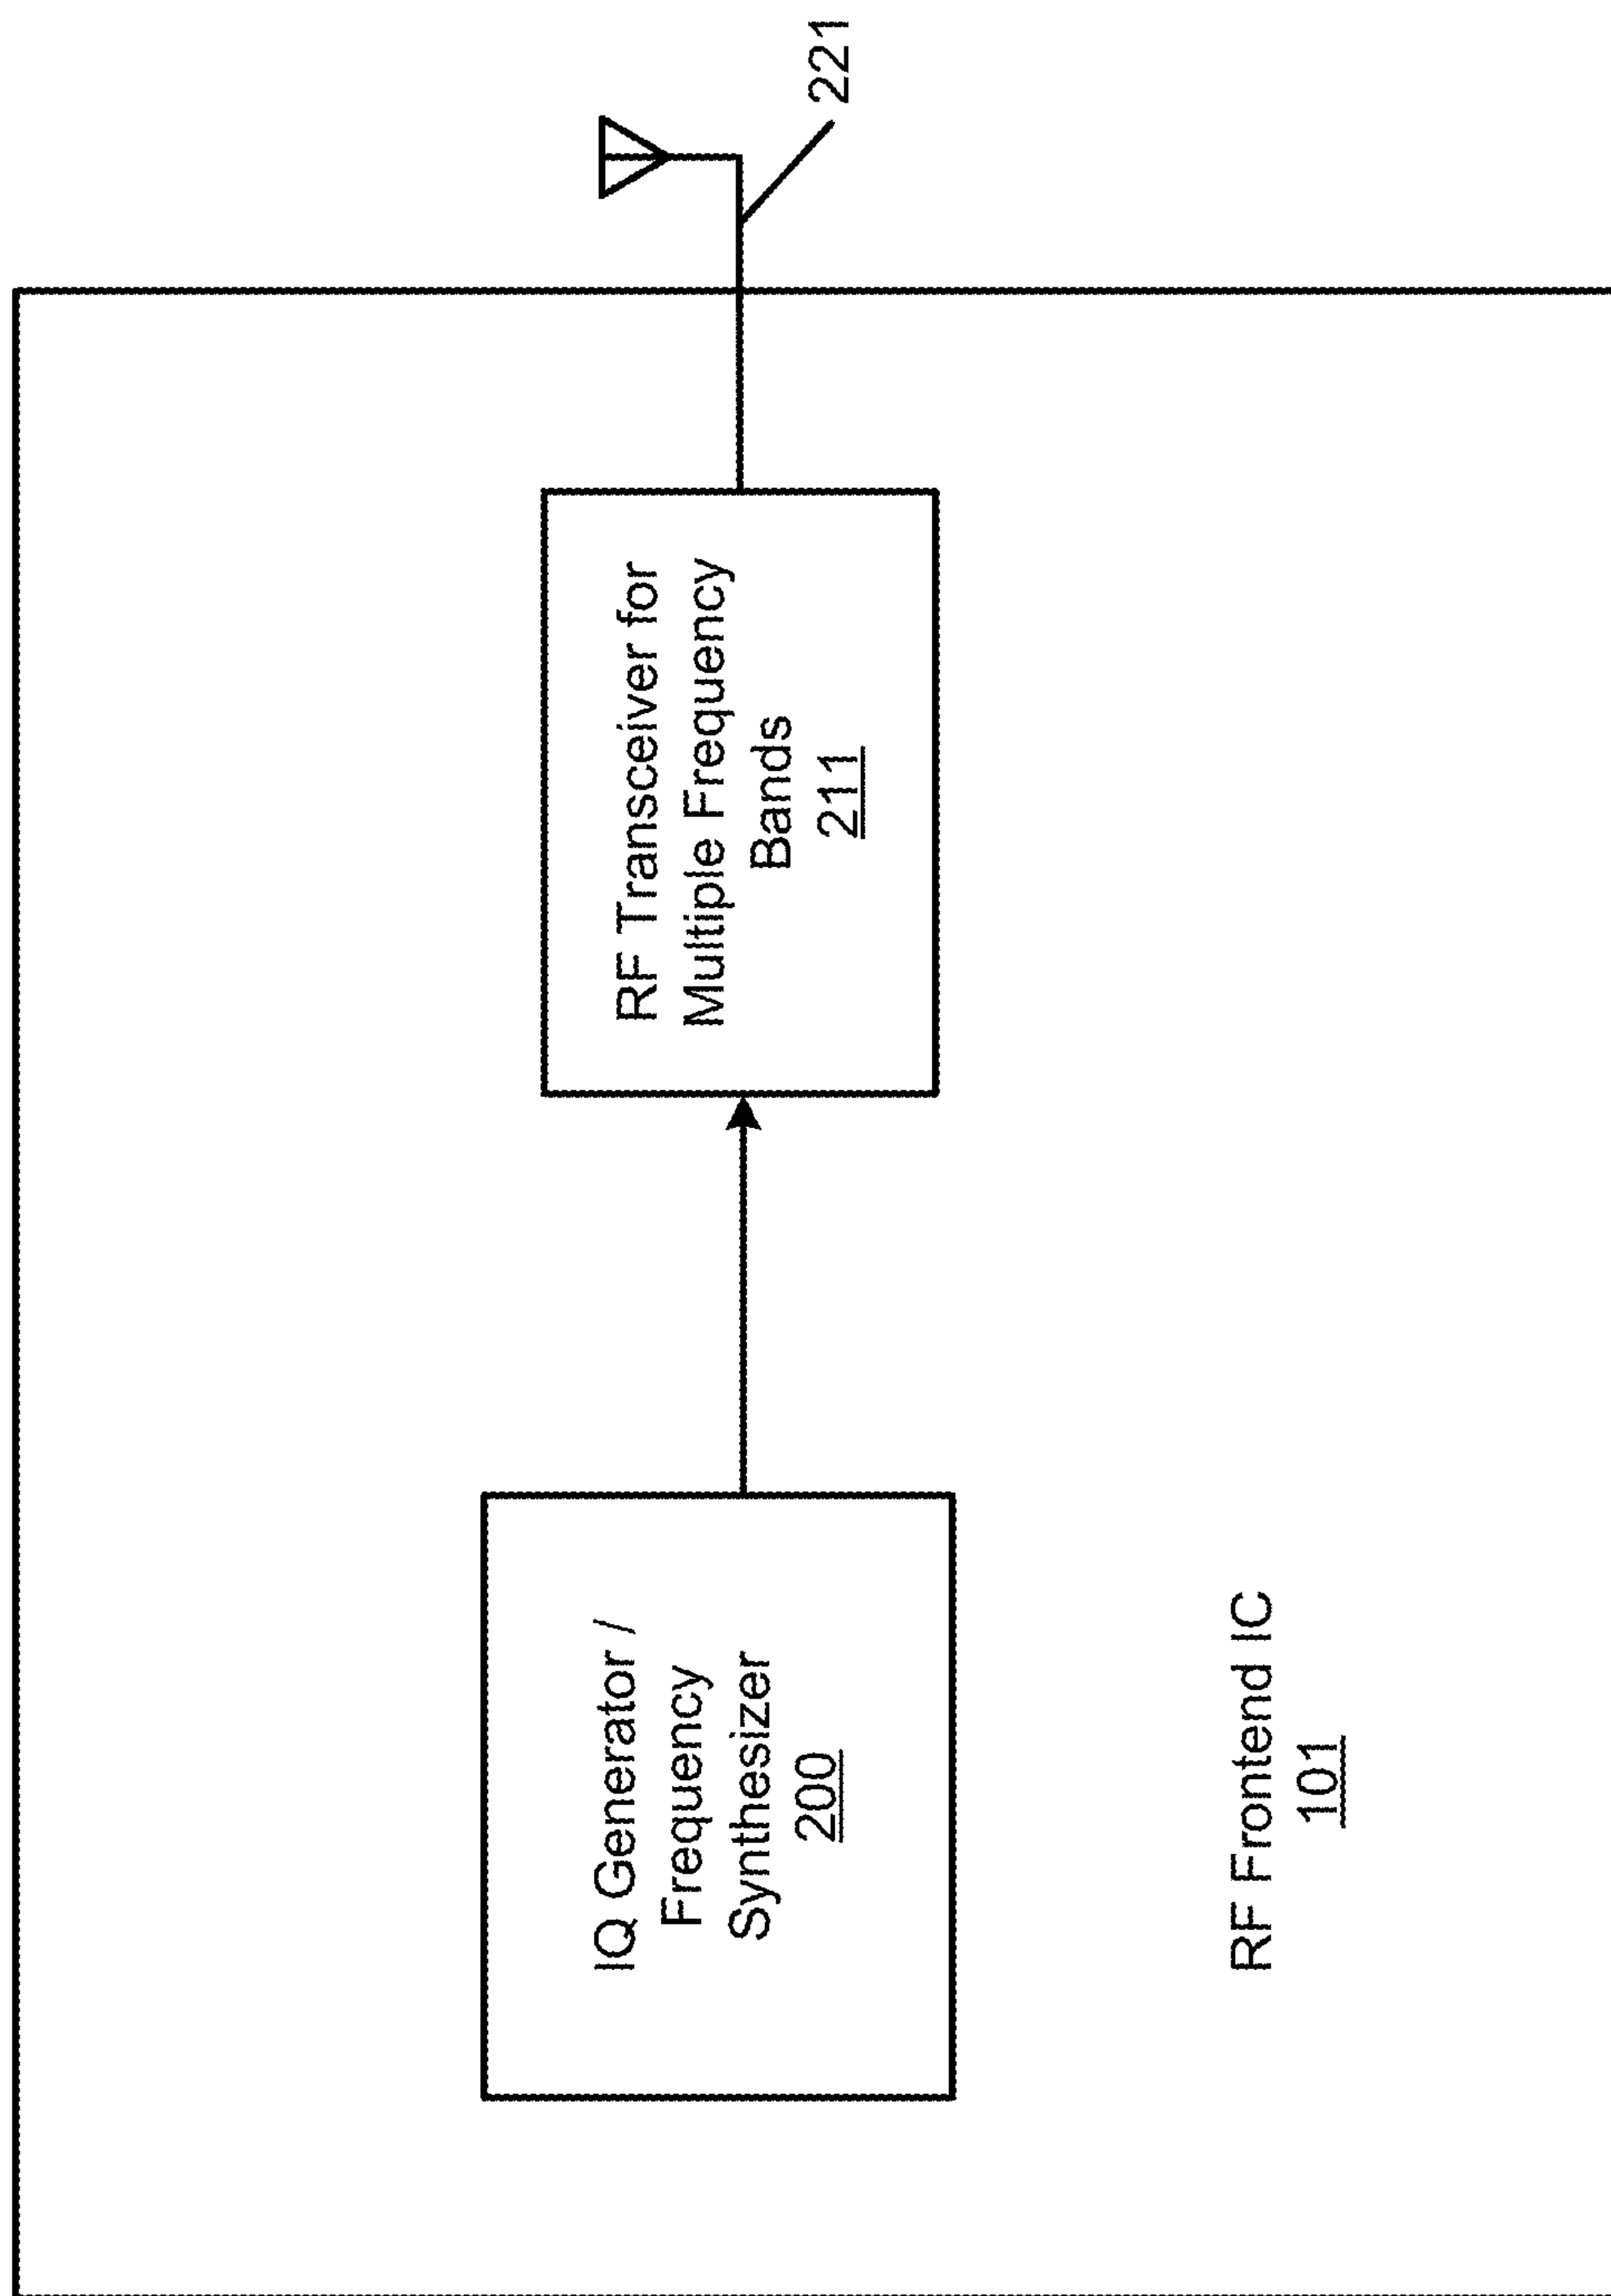 221
RF Transceiver for
Multiple Frequency
Bands
211
IQ Generator /
Frequency
Synthesizer
200
RF Frontend IC
101